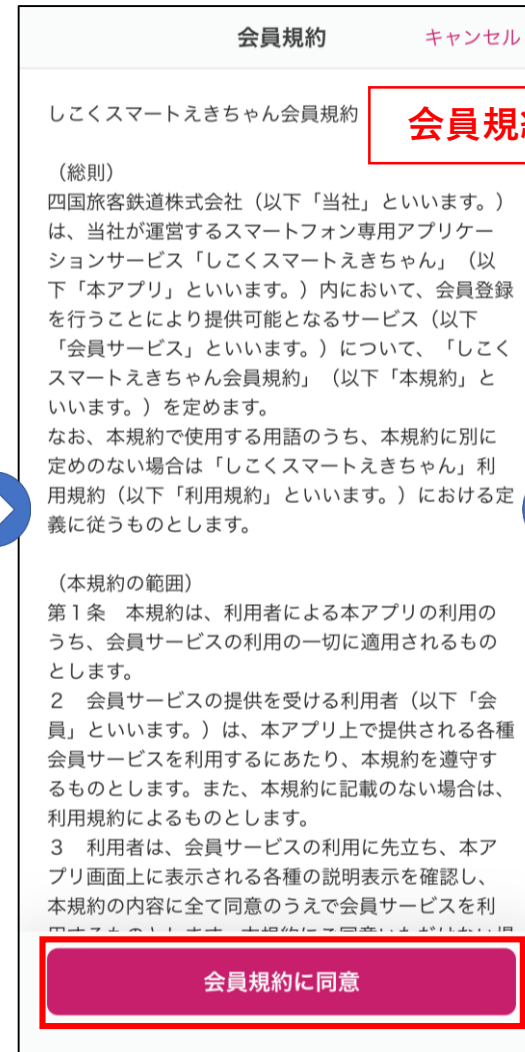 会員規約
キャンセル
しこくスマートえきちゃん会員規約
会員規
（総則）
四国旅客鉄道株式会社（以下「当社」といいます。）
は、当社が運営するスマートフォン専用アプリケー
ションサービス「しこくスマートえきちゃん」（以
下「本アプリ」といいます。）内において、会員登録
を行うことにより提供可能となるサービス（以下
「会員サービス」といいます。）について、「しこく
スマートえきちゃん会員規約」（以下「本規約」と
いいます。）を定めます。
なお、本規約で使用する用語のうち、本規約に別に
定めのない場合は「しこくスマートえきちゃん」利
用規約（以下「利用規約」といいます。）における定
義に従うものとします。
（本規約の範囲）
第１条　本規約は、利用者による本アプリの利用の
うち、会員サービスの利用の一切に適用されるもの
とします。
２　会員サービスの提供を受ける利用者（以下「会
員」といいます。）は、本アプリ上で提供される各種
会員サービスを利用するにあたり、本規約を遵守す
るものとします。また、本規約に記載のない場合は、
利用規約によるものとします。
３　利用者は、会員サービスの利用に先立ち、本ア
プリ画面上に表示される各種の説明表示を確認し、
本規約の内容に全て同意のうえで会員サービスを利
会員規約に同意